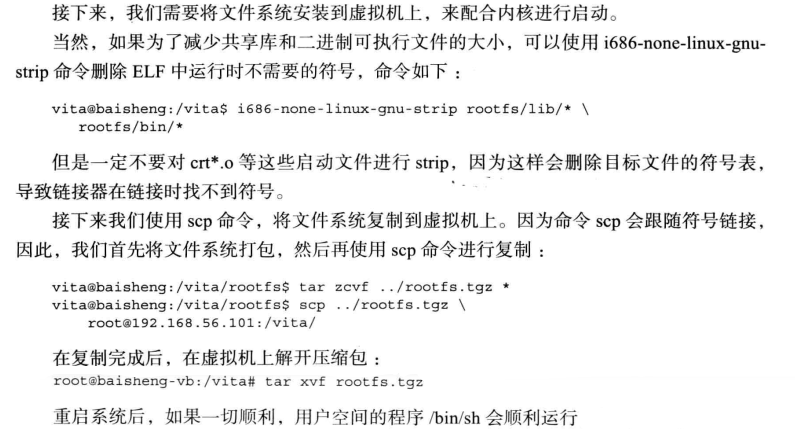 接下来，我们需要将文件系统安装到虚拟机上，来配合内核进行启动。
当然，如果为了减少共享库和二进制可执行文件的大小，可以使用 i686-none-linux-gnu-
strip 命令删除 ELF 中运行时不需要的符号，命令如下：
vita@baisheng:/vita$ i686-none-linux-gnu-strip rootfs/lib/* \
rootfs/bin/*
但是一定不要对 crt*.o 等这些启动文件进行 strip，因为这样会删除目标文件的符号表，
导致链接器在链接时找不到符号。
接下来我们使用 scp 命令，将文件系统复制到虚拟机上。因为命令 scp 会跟随符号链接，
因此，我们首先将文件系统打包，然后再使用 scp 命令进行复制：
vita@baisheng:/vita/rootfs$ tar zcvf ../rootfs.tgz *
vita@baisheng:/vita/rootfs$ scp ../rootfs.tgz \
root@192.168.56.101:/vita/
在复制完成后，在虚拟机上解开压缩包：
root@baisheng-vb:/vita# tar xvf rootfs.tgz
重启系统后，如果一切顺利，用户空间的程序 /bin/sh 会顺利运行